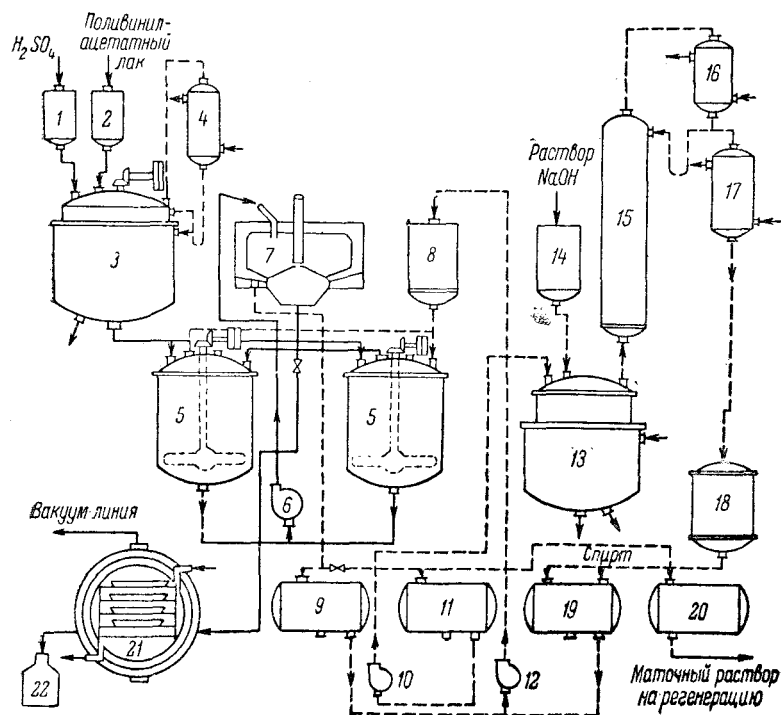 Поливинил-
ацетатный
лак
H₂SO₄
1
2
4
16
17
Раствор
NaOH
3
7
8
14
15
5
5
6
13
18
Вакуум-линия
Спирт
9
11
19
20
21
22
10
12
Маточный раствор
на регенерацию